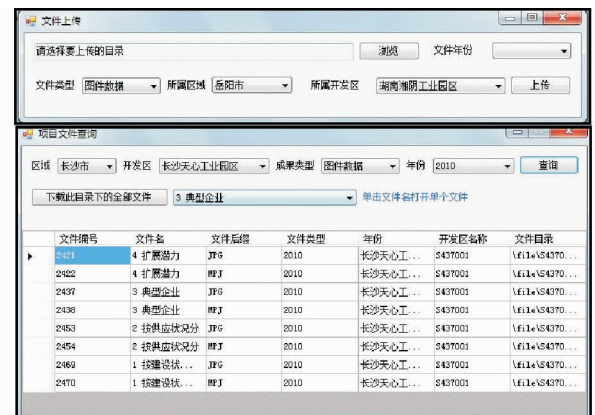 文件上传
请选择要上传的目录 浏览 文件年份
文件类型 图件数据 所属区域 岳阳市 所属开发区 湖南湘阴工业园区 上传
项目文件查询
区域 长沙市 开发区 长沙天心工业园区 成果类型 图件数据 年份 2010 查询
下载此目录下的全部文件 3 典型企业 单击文件名打开单个文件
文件编号 文件名 文件后缀 文件类型 年份 开发区名称 文件目录
2421 4 扩展潜力 JPG 2010 长沙天心工... S437001 \file\S4370...
2422 4 扩展潜力 MPJ 2010 长沙天心工... S437001 \file\S4370...
2437 3 典型企业 JPG 2010 长沙天心工... S437001 \file\S4370...
2438 3 典型企业 MPJ 2010 长沙天心工... S437001 \file\S4370...
2453 2 按供应状况分 JPG 2010 长沙天心工... S437001 \file\S4370...
2454 2 按供应状况分 MPJ 2010 长沙天心工... S437001 \file\S4370...
2469 1 按建设状... JPG 2010 长沙天心工... S437001 \file\S4370...
2470 1 按建设状... MPJ 2010 长沙天心工... S437001 \file\S4370...